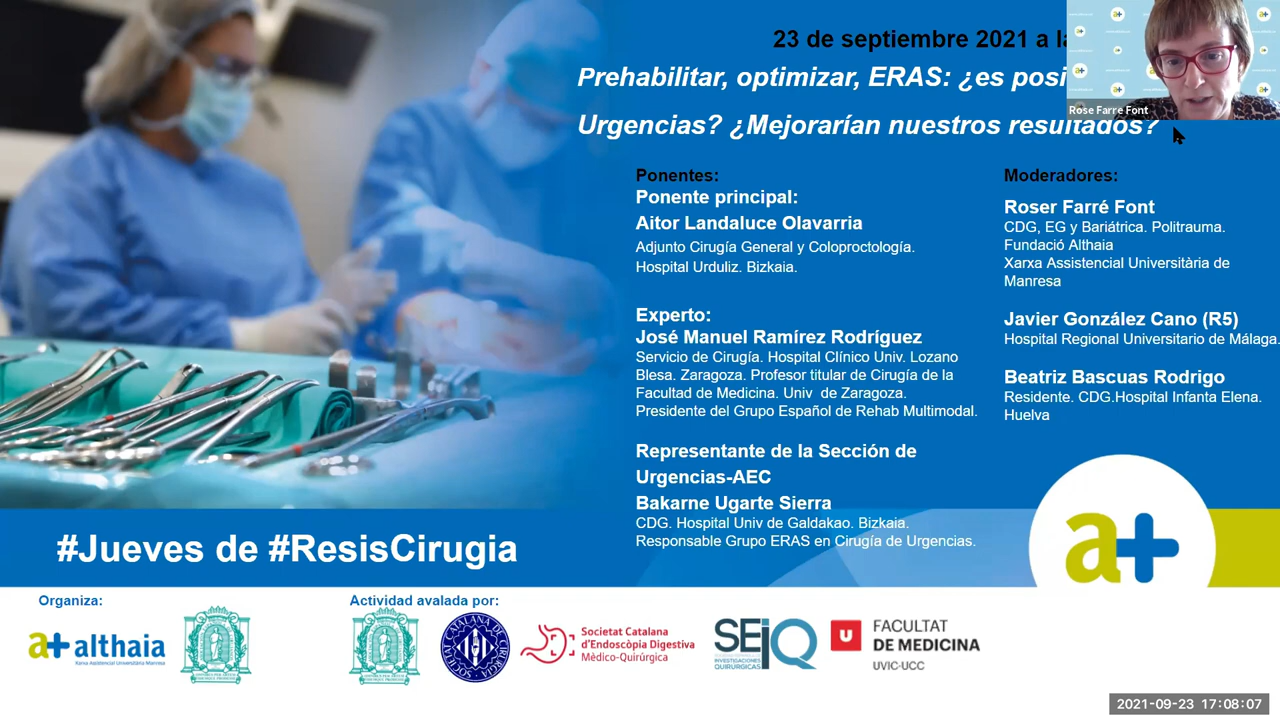 23 de septiembre 2021 a
Prehabilitar, optimizar, ERAS: ¿es
Urgencias? ¿Mejorarían nuestros resultados?
Rose Farre Font
Ponentes:
Ponente principal:
Aitor Landaluce Olavarria
Adjunto Cirugía General y Coloproctología.
Hospital Urduliz. Bizkaia.
Experto:
José Manuel Ramírez Rodríguez
Servicio de Cirugía. Hospital Clínico Univ. Lozano
Blesa. Zaragoza. Profesor titular de Cirugía de la
Facultad de Medicina. Univ de Zaragoza.
Presidente del Grupo Español de Rehab Multimodal.
Representante de la Sección de
Urgencias-AEC
Bakarne Ugarte Sierra
CDG. Hospital Univ de Galdakao. Bizkaia.
Responsable Grupo ERAS en Cirugía de Urgencias.
Moderadores:
Roser Farré Font
CDG, EG y Bariátrica. Politrauma.
Fundació Althaia
Xarxa Assistencial Universitària de
Manresa
Javier González Cano (R5)
Hospital Regional Universitario de Málaga.
Beatriz Bascuas Rodrigo
Residente. CDG.Hospital Infanta Elena.
Huelva
a+
#Jueves de #ResisCirugia
Organiza:
a+ althaia
Xarxa Assistencial Universitària Manresa
Actividad avalada por:
SOCIETAT CATALANA DE CIRURGIA
Societat Catalana
d'Endoscòpia Digestiva
Mèdico-Quirúrgica
SEIQ
INVESTIGACIONES
QUIRÚRGICAS
U
FACULTAT
DE MEDICINA
UVIC·UCC
2021-09-23 17:08:07